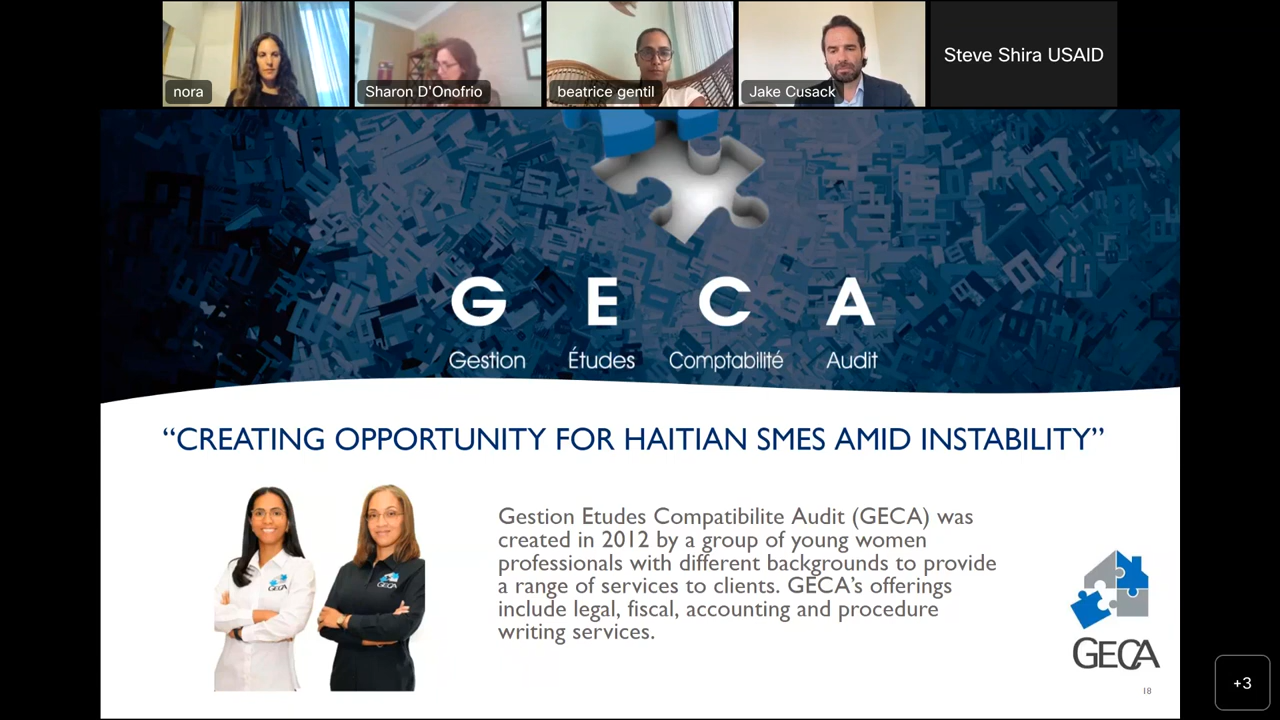 nora
Sharon D'Onofrio
beatrice gentil
Jake Cusack
Steve Shira USAID
G E C A
Gestion Études Comptabilité Audit
“CREATING OPPORTUNITY FOR HAITIAN SMES AMID INSTABILITY”
GECA
GECA
Gestion Etudes Compatibilite Audit (GECA) was
created in 2012 by a group of young women
professionals with different backgrounds to provide
a range of services to clients. GECA’s offerings
include legal, fiscal, accounting and procedure
writing services.
GECA
18
+3